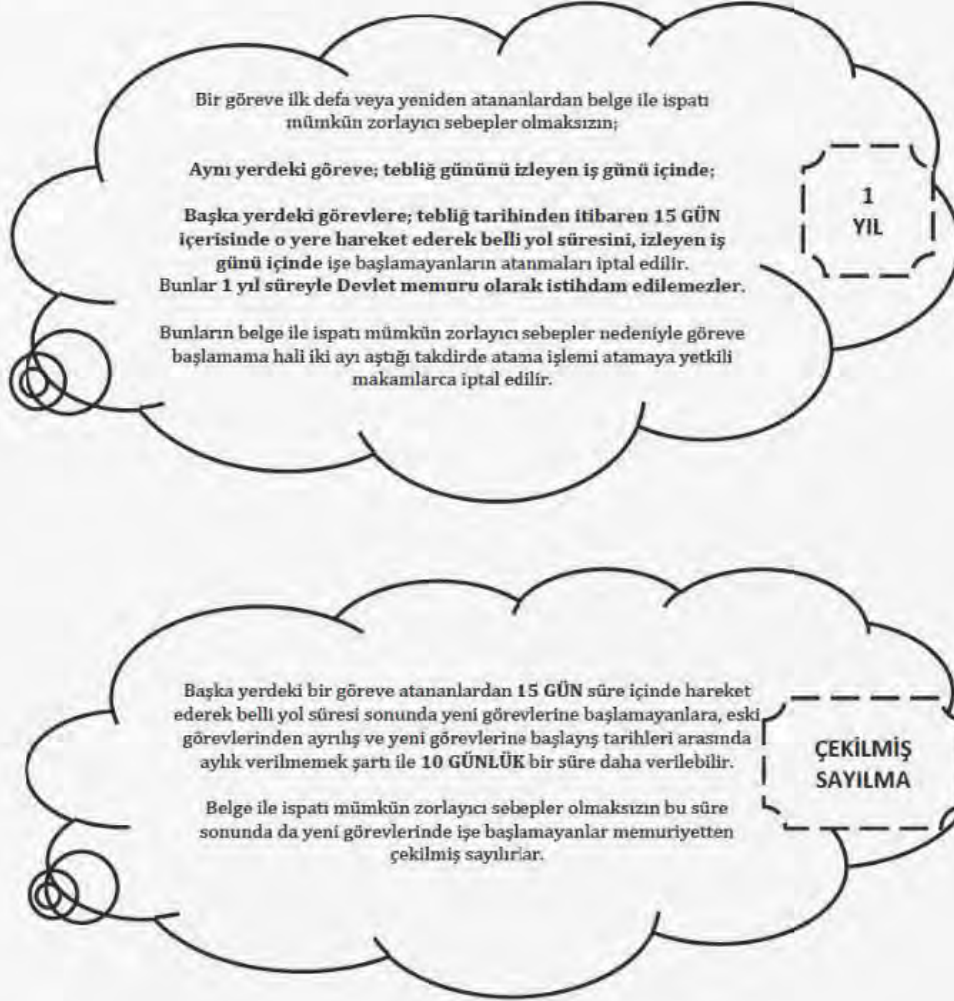 Bir göreve ilk defa veya yeniden atananlardan belge ile ispatı
mümkün zorlayıcı sebepler olmaksızın;
Aynı yerdeki göreve; tebliğ gününü izleyen iş günü içinde;
Başka yerdeki görevlere; tebliğ tarihinden itibaren 15 GÜN
içerisinde o yere hareket ederek belli yol süresini, izleyen iş
günü içinde işe başlamayanların atanmaları iptal edilir.
Bunlar 1 yıl süreyle Devlet memuru olarak istihdam edilemezler.
Bunların belge ile ispatı mümkün zorlayıcı sebepler nedeniyle göreve
başlamama hali iki ayı aştığı takdirde atama işlemi atamaya yetkili
makamlarca iptal edilir.
1
YIL
Başka yerdeki bir göreve atananlardan 15 GÜN süre içinde hareket
ederek belli yol süresi sonunda yeni görevlerine başlamayanlara, eski
görevlerinden ayrılış ve yeni görevlerine başlayış tarihleri arasında
aylık verilmemek şartı ile 10 GÜNLÜK bir süre daha verilebilir.
Belge ile ispatı mümkün zorlayıcı sebepler olmaksızın bu süre
sonunda da yeni görevlerinde işe başlamayanlar memuriyetten
çekilmiş sayılırlar.
ÇEKİLMİŞ
SAYILMA